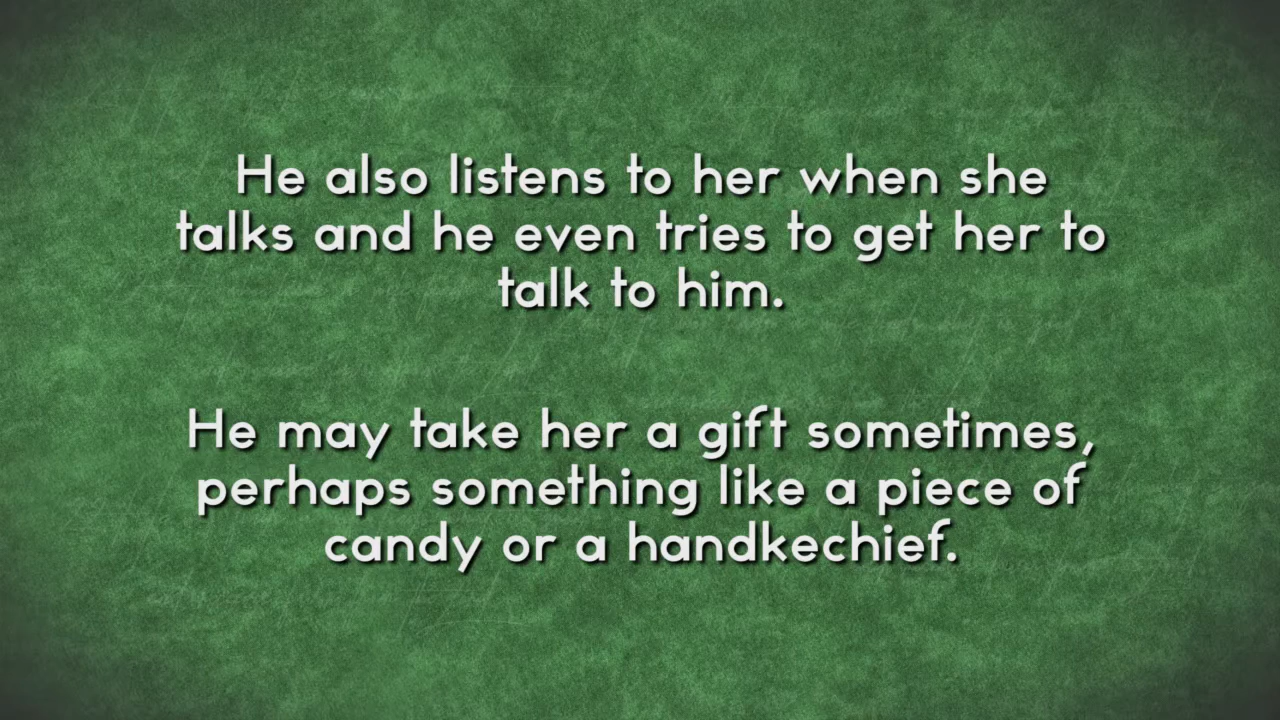 He also listens to her when she
talks and he even tries to get her to
talk to him.
He may take her a gift sometimes,
perhaps something like a piece of
candy or a handkechief.